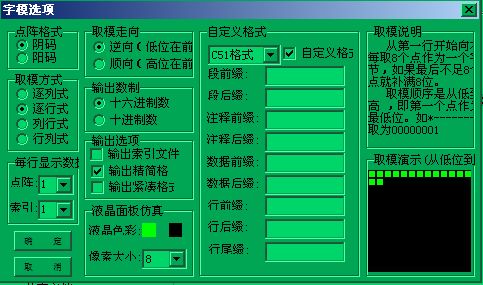 字模选项
点阵格式
阴码
阳码
取模方式
逐列式
逐行式
列行式
行列式
每行显示数据
点阵: 1
索引: 1
确 定
取 消
取模走向
逆向(低位在前
顺向(高位在前
输出数制
十六进制数
十进制数
输出选项
输出索引文件
输出精简格
输出紧凑格式
液晶面板仿真
液晶色彩:
像素大小: 8
自定义格式
C51格式 自定义格式
段前缀:
段后缀:
注释前缀:
注释后缀:
数据前缀:
数据后缀:
行前缀:
行后缀:
行尾缀:
取模说明
从第一行开始向
每取8个点作为一个字
节,如果最后不足8个
点就补满8位。
取模顺序是从低到
高,即第一个点作为
最低位。如*-------
取为00000001
取模演示(从低位到